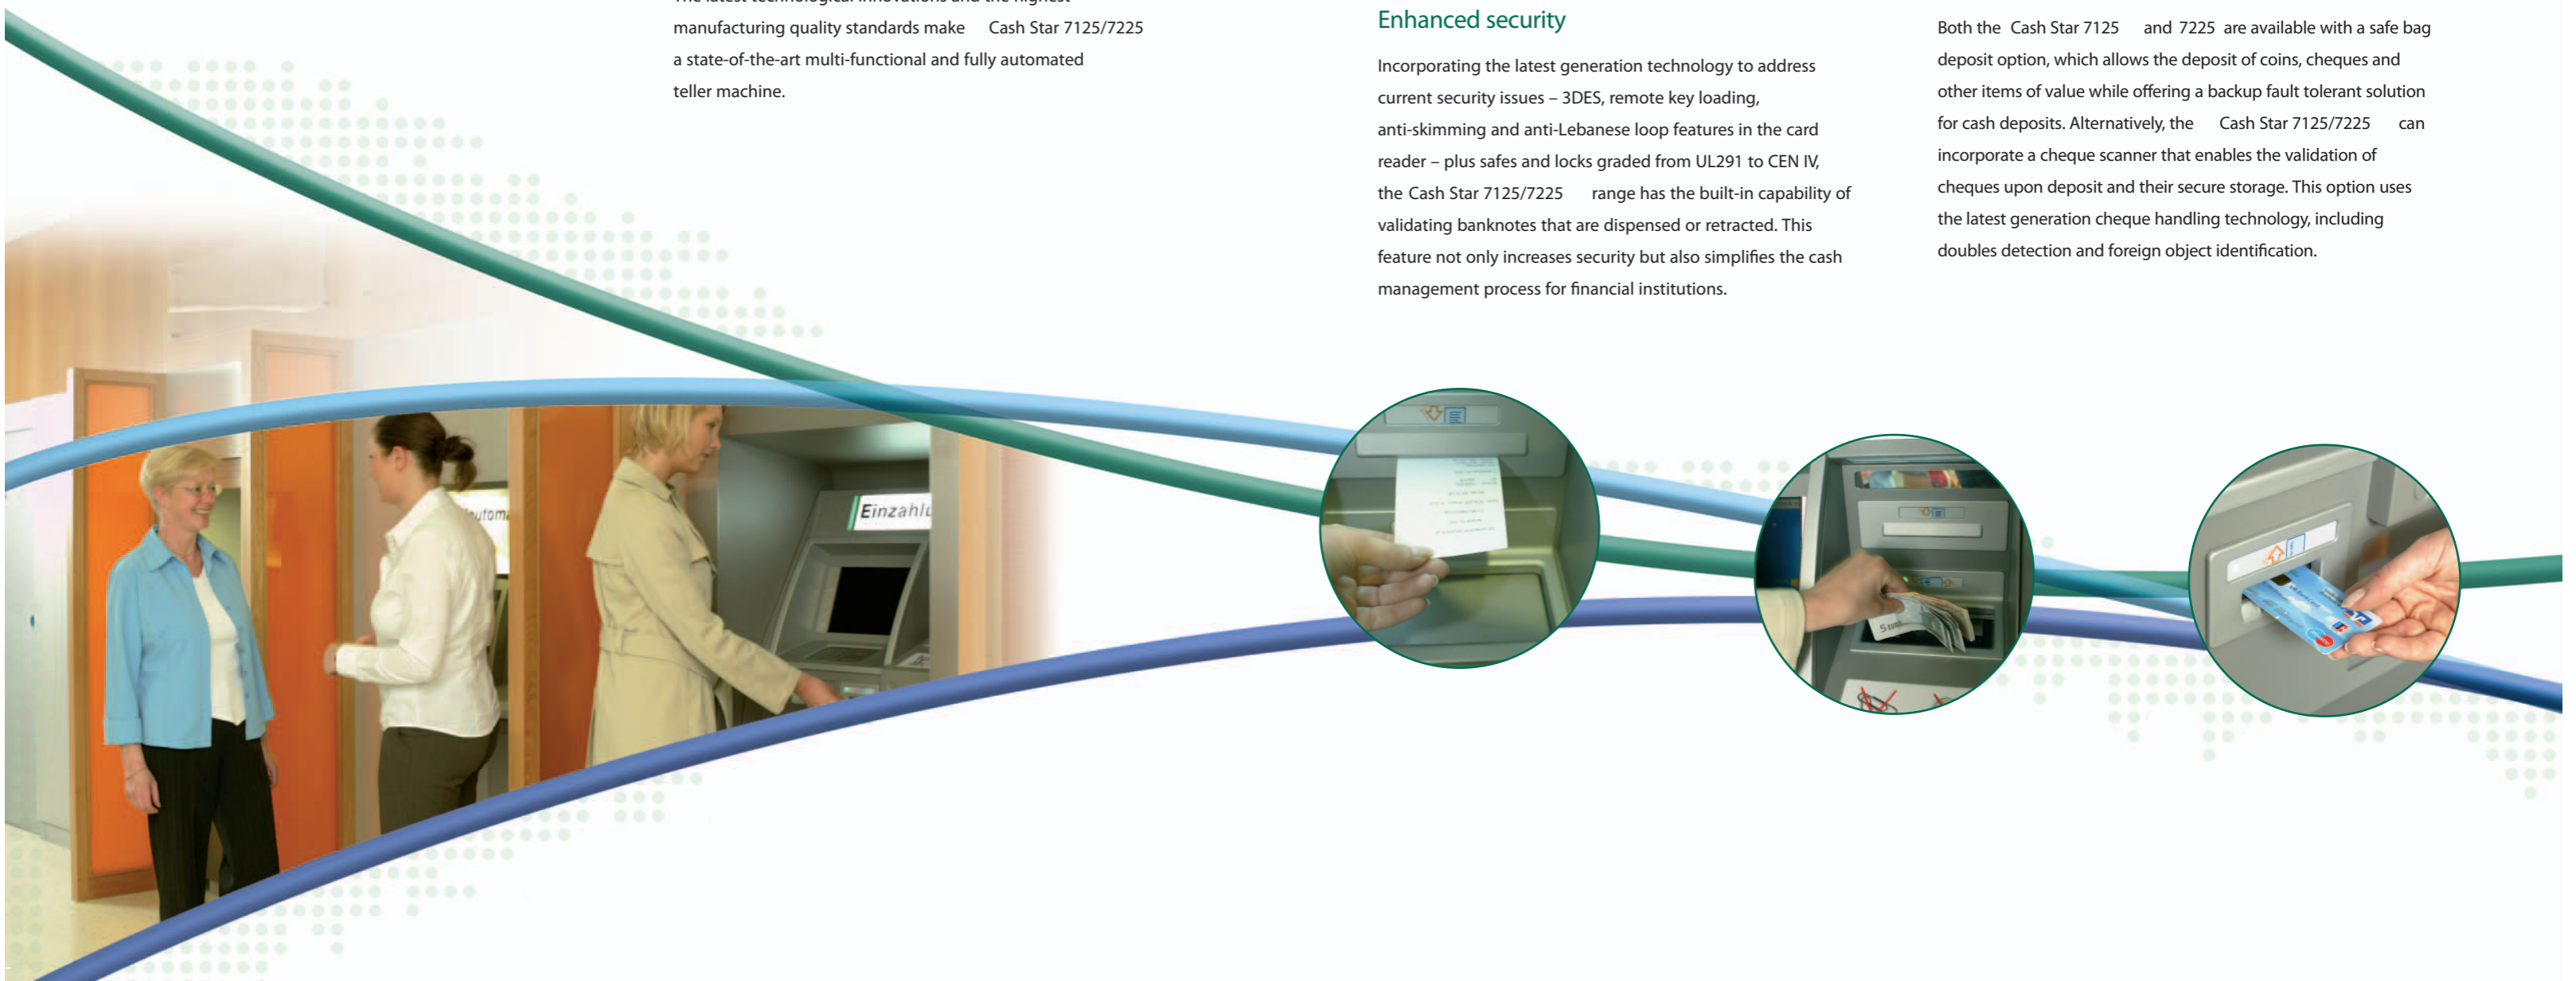 The latest technological innovations and the highest
manufacturing quality standards make Cash Star 7125/7225
a state-of-the-art multi-functional and fully automated
teller machine.
Enhanced security
Incorporating the latest generation technology to address
current security issues – 3DES, remote key loading,
anti-skimming and anti-Lebanese loop features in the card
reader – plus safes and locks graded from UL291 to CEN IV,
the Cash Star 7125/7225 range has the built-in capability of
validating banknotes that are dispensed or retracted. This
feature not only increases security but also simplifies the cash
management process for financial institutions.
Both the Cash Star 7125 and 7225 are available with a safe bag
deposit option, which allows the deposit of coins, cheques and
other items of value while offering a backup fault tolerant solution
for cash deposits. Alternatively, the Cash Star 7125/7225 can
incorporate a cheque scanner that enables the validation of
cheques upon deposit and their secure storage. This option uses
the latest generation cheque handling technology, including
doubles detection and foreign object identification.
utoma
Einzahlu